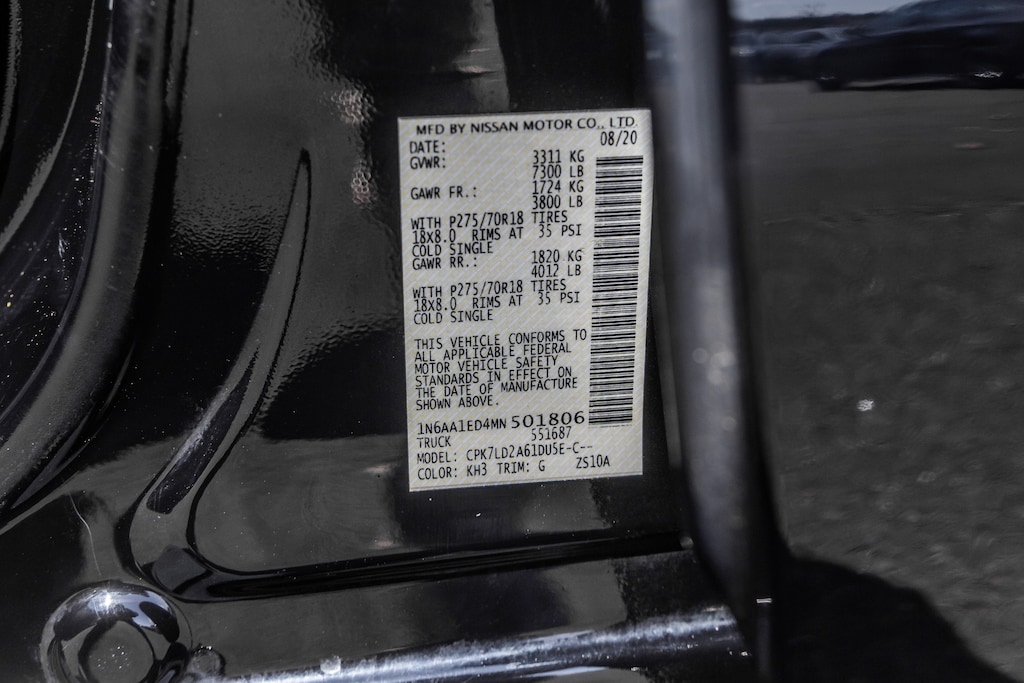 MFD BY NISSAN MOTOR CO., LTD.
DATE: 08/20
GVWR: 3311 KG
7300 LB
GAWR FR.: 1724 KG
3800 LB
WITH P275/70R18 TIRES
18X8.0 RIMS AT 35 PSI
COLD SINGLE
GAWR RR.: 1820 KG
4012 LB
WITH P275/70R18 TIRES
18X8.0 RIMS AT 35 PSI
COLD SINGLE
THIS VEHICLE CONFORMS TO
ALL APPLICABLE FEDERAL
MOTOR VEHICLE SAFETY
STANDARDS IN EFFECT ON
THE DATE OF MANUFACTURE
SHOWN ABOVE.
1N6AA1ED4MN 501806
TRUCK 551687
MODEL: CPK7LD2A61DU5E-C--
COLOR: KH3 TRIM: G ZS10A